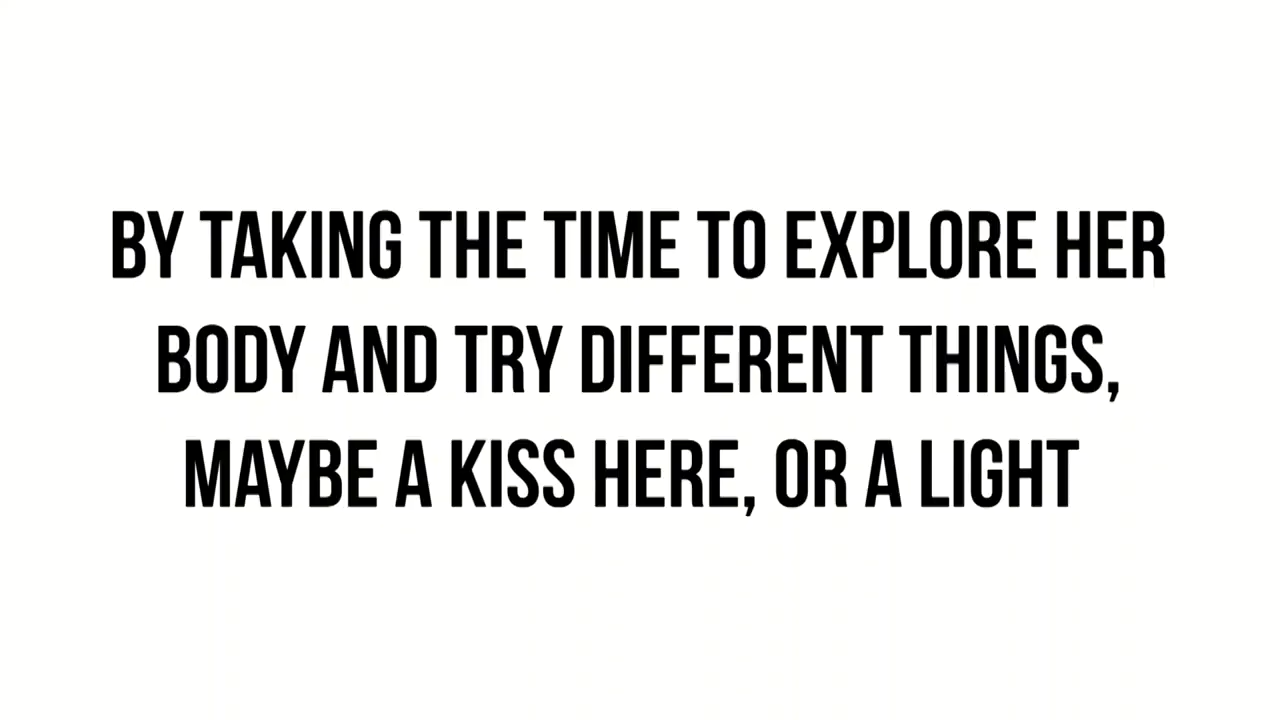 BY TAKING THE TIME TO EXPLORE HER
BODY AND TRY DIFFERENT THINGS,
MAYBE A KISS HERE, OR A LIGHT